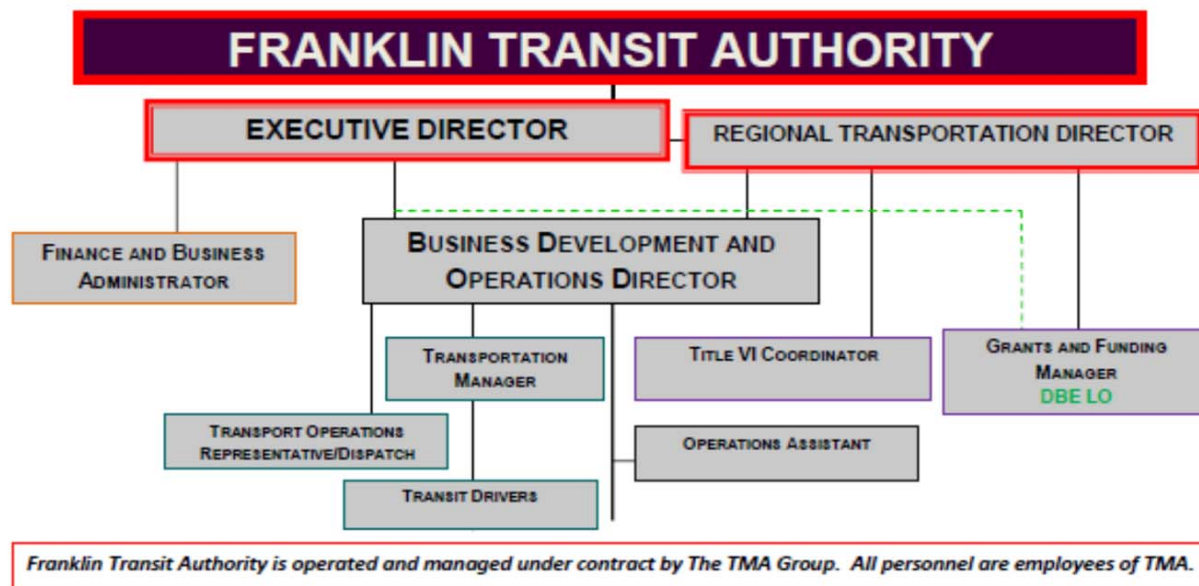 FRANKLIN TRANSIT AUTHORITY
EXECUTIVE DIRECTOR
REGIONAL TRANSPORTATION DIRECTOR
FINANCE AND BUSINESS
ADMINISTRATOR
BUSINESS DEVELOPMENT AND
OPERATIONS DIRECTOR
TRANSPORTATION
MANAGER
TITLE VI COORDINATOR
GRANTS AND FUNDING
MANAGER
DBE LO
TRANSPORT OPERATIONS
REPRESENTATIVE/DISPATCH
OPERATIONS ASSISTANT
TRANSIT DRIVERS
Franklin Transit Authority is operated and managed under contract by The TMA Group. All personnel are employees of TMA.